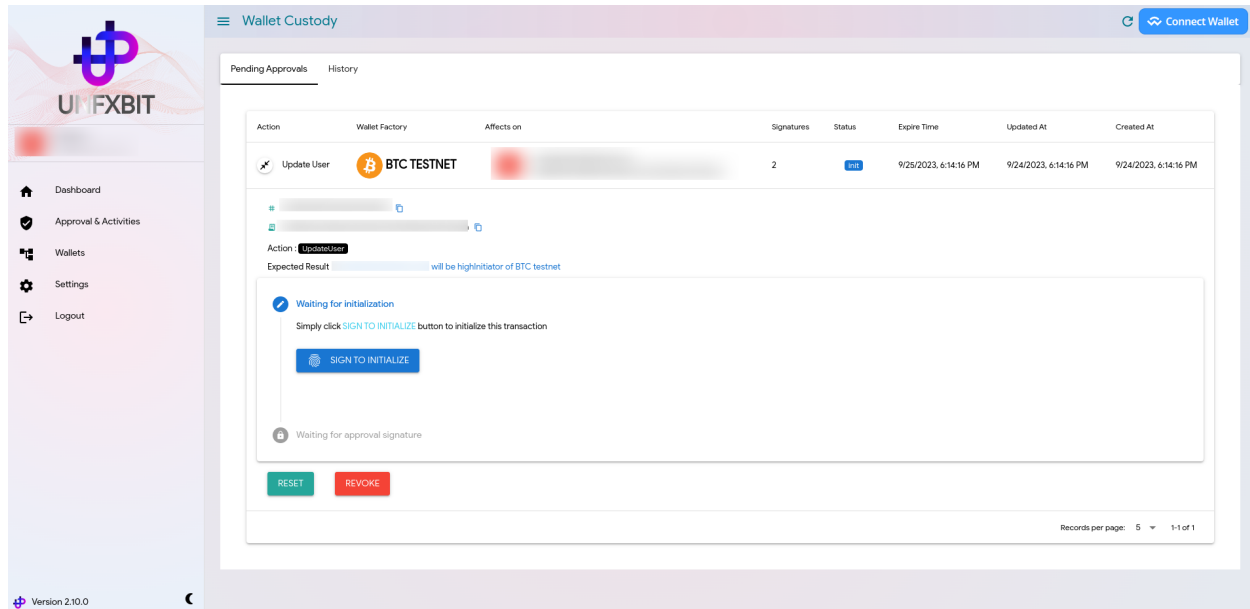 Wallet Custody
Connect Wallet
UNFXBIT
Pending Approvals History
Action Wallet Factory Affects on Signatures Status Expire Time Updated At Created At
Update User BTC TESTNET 2 init 9/25/2023, 6:14:16 PM 9/24/2023, 6:14:16 PM 9/24/2023, 6:14:16 PM
Dashboard
Approval & Activities
Wallets
Settings
Logout
#
Action : UpdateUser
Expected Result will be highInitiator of BTC testnet
Waiting for initialization
Simply click SIGN TO INITIALIZE button to initialize this transaction
SIGN TO INITIALIZE
Waiting for approval signature
RESET REVOKE
Records per page: 5 1-1 of 1
Version 2.10.0